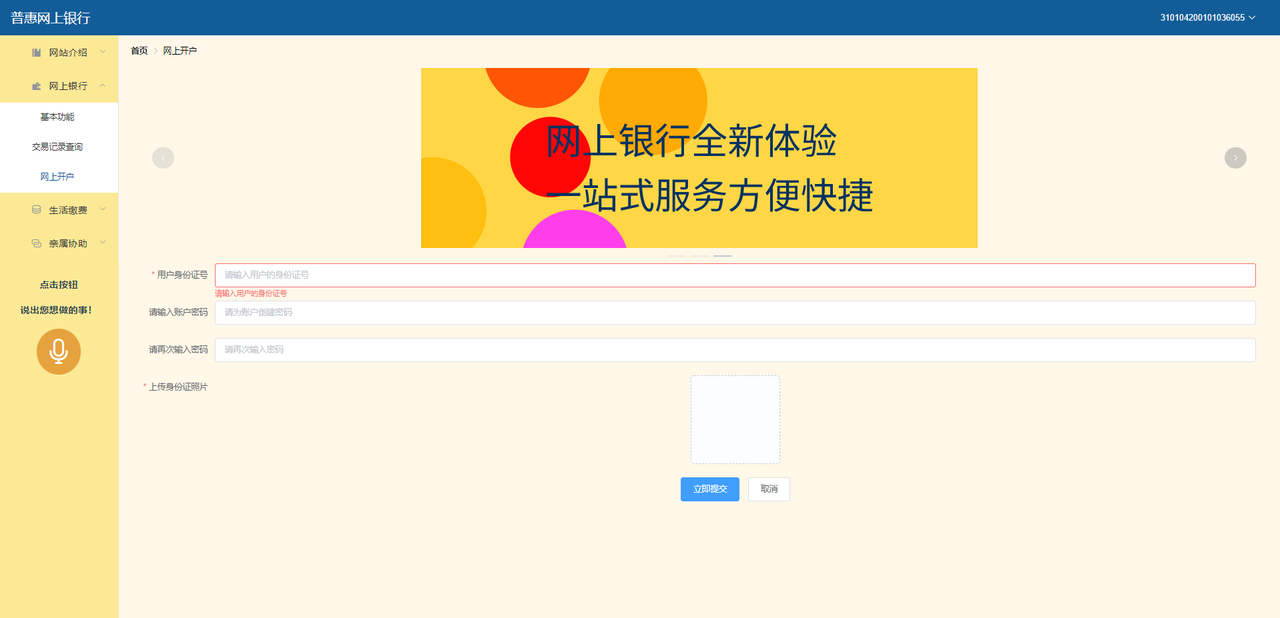 普惠网上银行
310104200101036055
网站介绍
网上银行
基本功能
交易记录查询
网上开户
生活缴费
亲属协助
点击按钮
说出您想做的事!
首页 > 网上开户
网上银行全新体验
一站式服务方便快捷
* 用户身份证号
请输入用户的身份证号
请输入用户的身份证号
请输入账户密码
请为账户创建密码
请再次输入密码
请再次输入密码
* 上传身份证照片
立即提交
取消